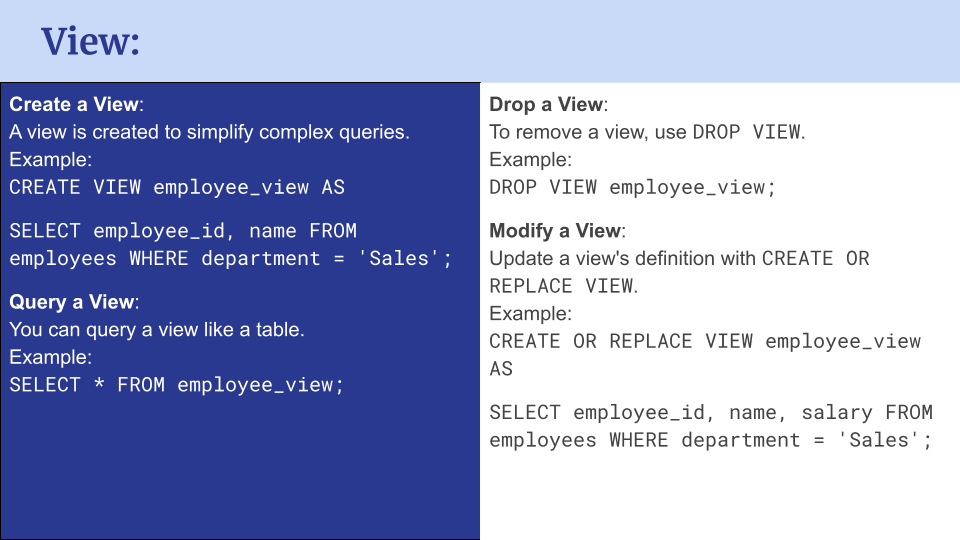 View:
Create a View:
A view is created to simplify complex queries.
Example:
CREATE VIEW employee_view AS
SELECT employee_id, name FROM
employees WHERE department = 'Sales';
Query a View:
You can query a view like a table.
Example:
SELECT * FROM employee_view;
Drop a View:
To remove a view, use DROP VIEW.
Example:
DROP VIEW employee_view;
Modify a View:
Update a view's definition with CREATE OR
REPLACE VIEW.
Example:
CREATE OR REPLACE VIEW employee_view
AS
SELECT employee_id, name, salary FROM
employees WHERE department = 'Sales';